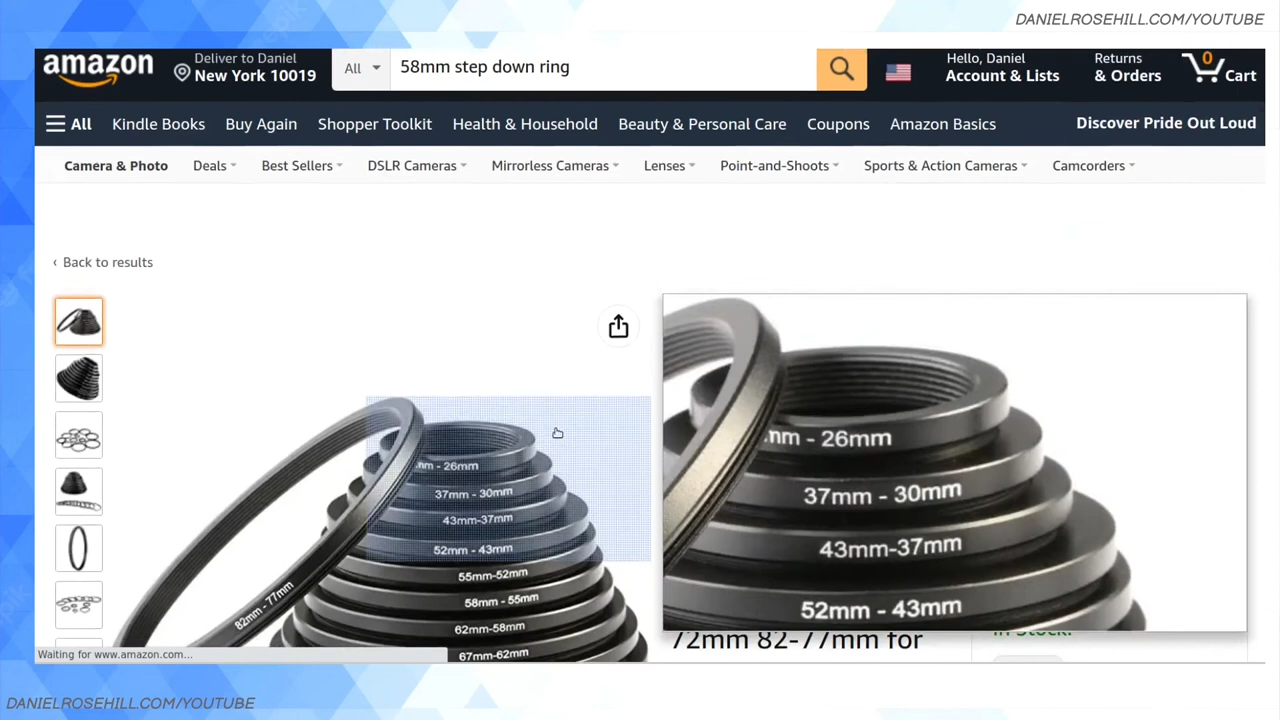 DANIELROSEHILL.COM/YOUTUBE
amazon
Deliver to Daniel
New York 10019
All
58mm step down ring
Hello, Daniel
Account & Lists
Returns
& Orders
0
Cart
All
Kindle Books
Buy Again
Shopper Toolkit
Health & Household
Beauty & Personal Care
Coupons
Amazon Basics
Discover Pride Out Loud
Camera & Photo
Deals
Best Sellers
DSLR Cameras
Mirrorless Cameras
Lenses
Point-and-Shoots
Sports & Action Cameras
Camcorders
‹ Back to results
mm - 26mm
37mm - 30mm
43mm-37mm
52mm - 43mm
55mm-52mm
58mm - 55mm
62mm-58mm
67mm-62mm
82mm - 77mm
mm - 26mm
37mm - 30mm
43mm-37mm
52mm - 43mm
72mm 82-77mm for
In Stock.
Waiting for www.amazon.com...
DANIELROSEHILL.COM/YOUTUBE